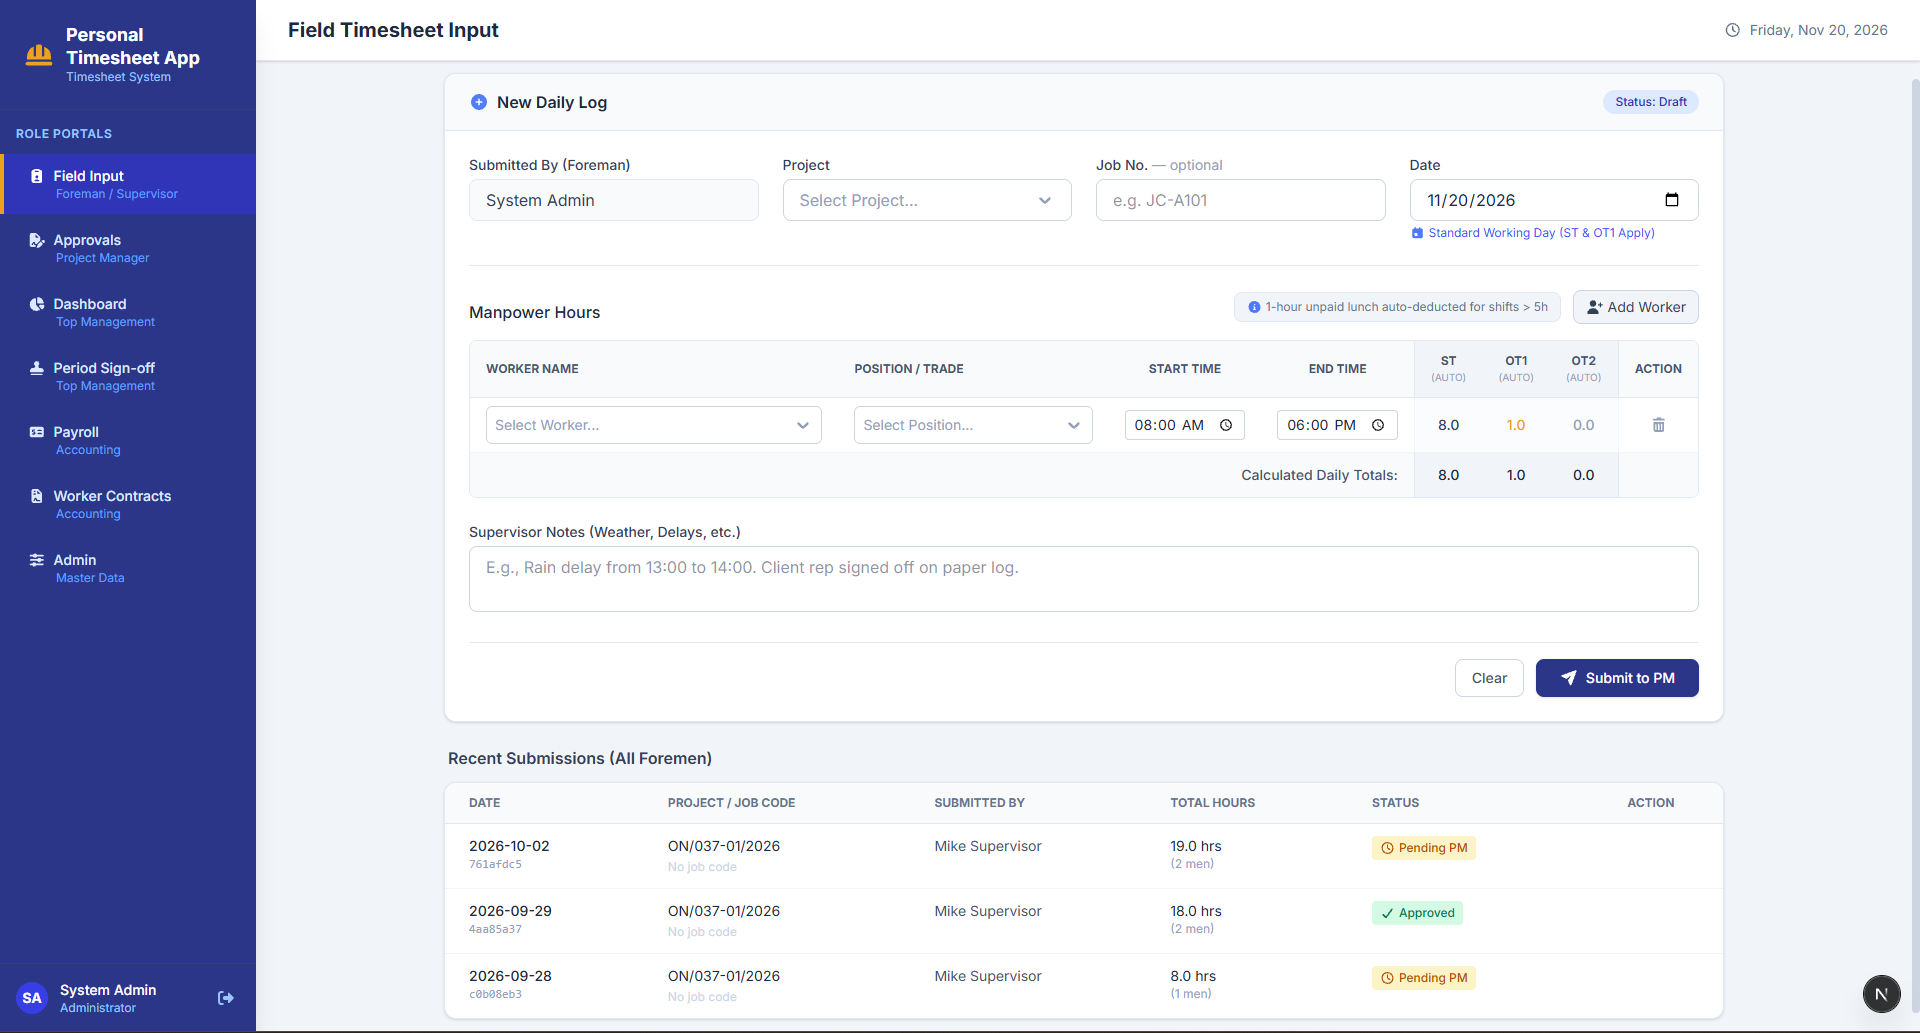 Personal
Timesheet App
Timesheet System
ROLE PORTALS
Field Input
Foreman / Supervisor
Approvals
Project Manager
Dashboard
Top Management
Period Sign-off
Top Management
Payroll
Accounting
Worker Contracts
Accounting
Admin
Master Data
SA
System Admin
Administrator
Field Timesheet Input
Friday, Nov 20, 2026
New Daily Log
Status: Draft
Submitted By (Foreman)
System Admin
Project
Select Project...
Job No. — optional
e.g. JC-A101
Date
11/20/2026
Standard Working Day (ST & OT1 Apply)
Manpower Hours
1-hour unpaid lunch auto-deducted for shifts > 5h
Add Worker
WORKER NAME POSITION / TRADE START TIME END TIME ST (AUTO) OT1 (AUTO) OT2 (AUTO) ACTION
Select Worker... Select Position... 08:00 AM 06:00 PM 8.0 1.0 0.0
Calculated Daily Totals: 8.0 1.0 0.0
Supervisor Notes (Weather, Delays, etc.)
E.g., Rain delay from 13:00 to 14:00. Client rep signed off on paper log.
Clear
Submit to PM
Recent Submissions (All Foremen)
DATE PROJECT / JOB CODE SUBMITTED BY TOTAL HOURS STATUS ACTION
2026-10-02 ON/037-01/2026 Mike Supervisor 19.0 hrs Pending PM
761afdc5 No job code (2 men)
2026-09-29 ON/037-01/2026 Mike Supervisor 18.0 hrs Approved
4aa85a37 No job code (2 men)
2026-09-28 ON/037-01/2026 Mike Supervisor 8.0 hrs Pending PM
c0b08eb3 No job code (1 men)
N